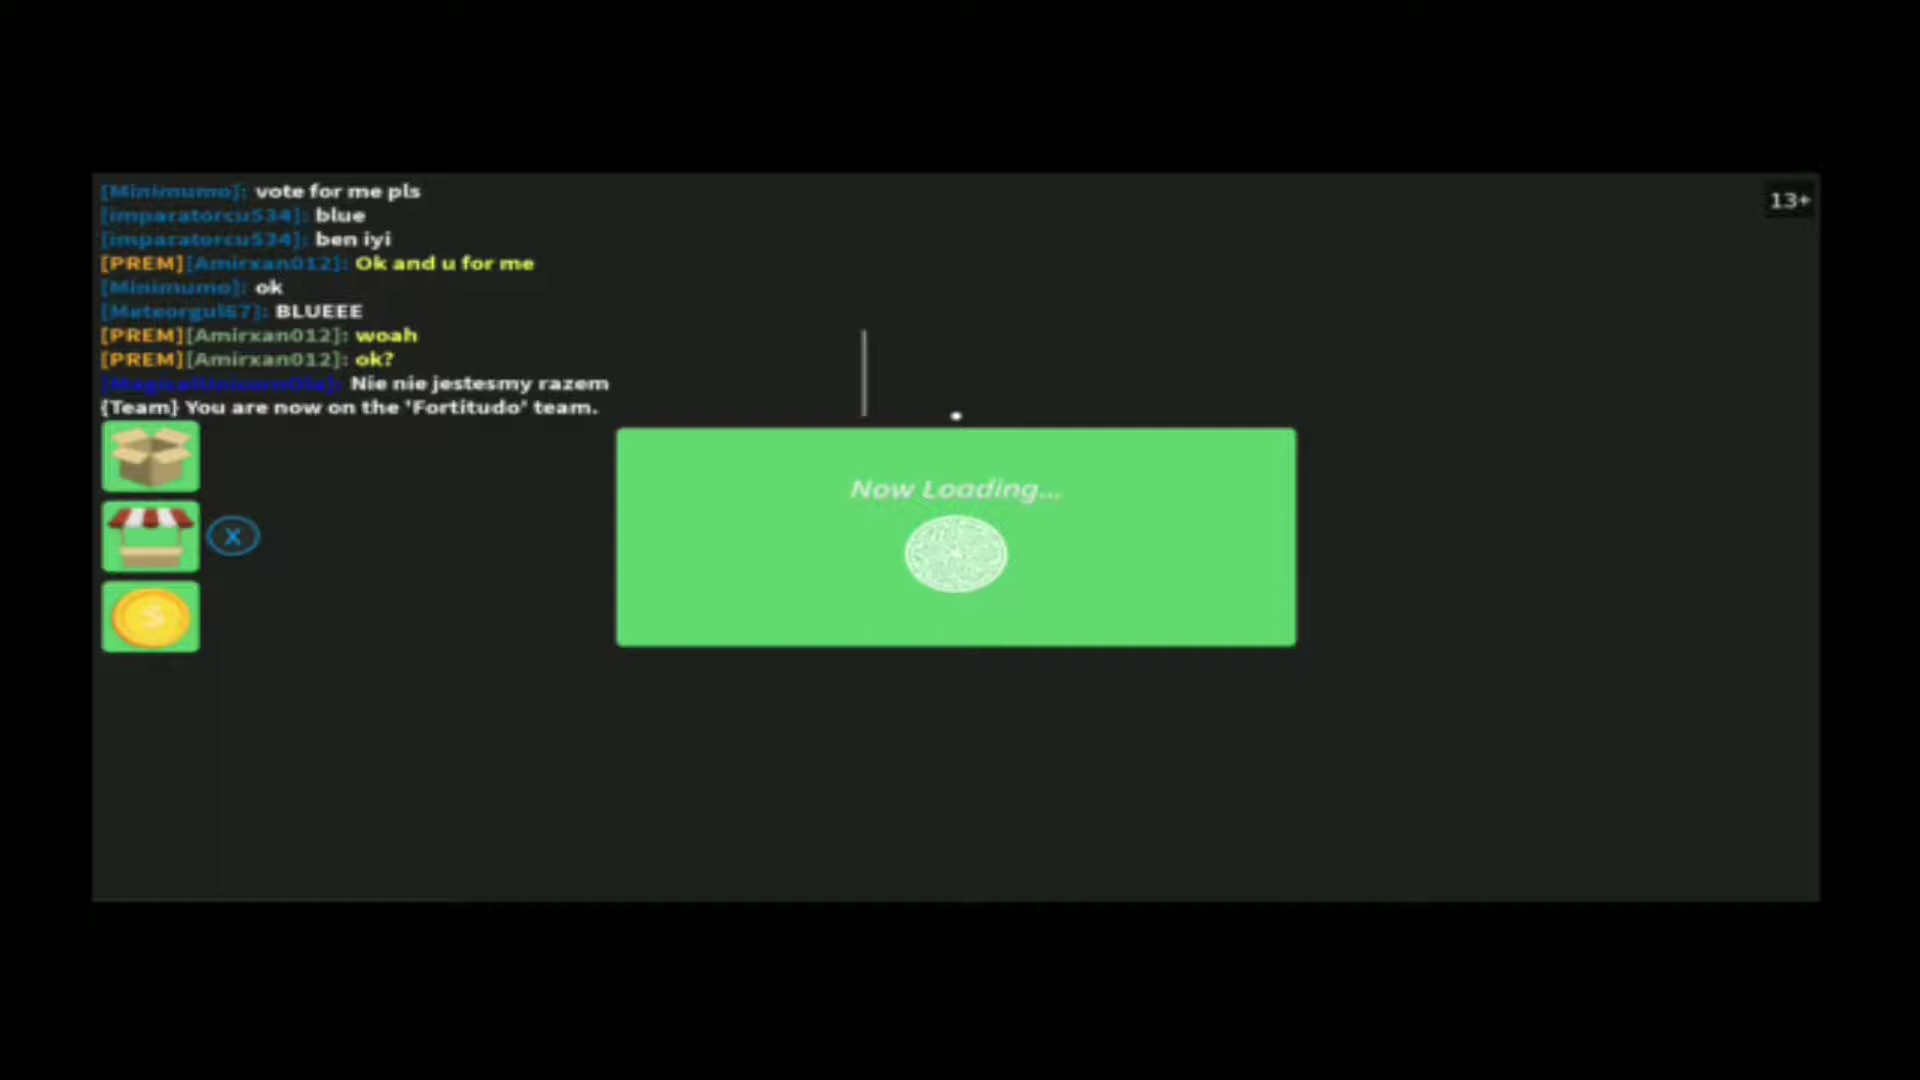 [Minimumo]: vote for me pls
[imparatorcu534]: blue
[imparatorcu534]: ben iyi
[PREM][Amirxan012]: Ok and u for me
[Minimumo]: ok
[Meteorgul67]: BLUEEE
[PREM][Amirxan012]: woah
[PREM][Amirxan012]: ok?
Nie nie jestesmy razem
{Team} You are now on the 'Fortitudo' team.
13+
Now Loading...
X